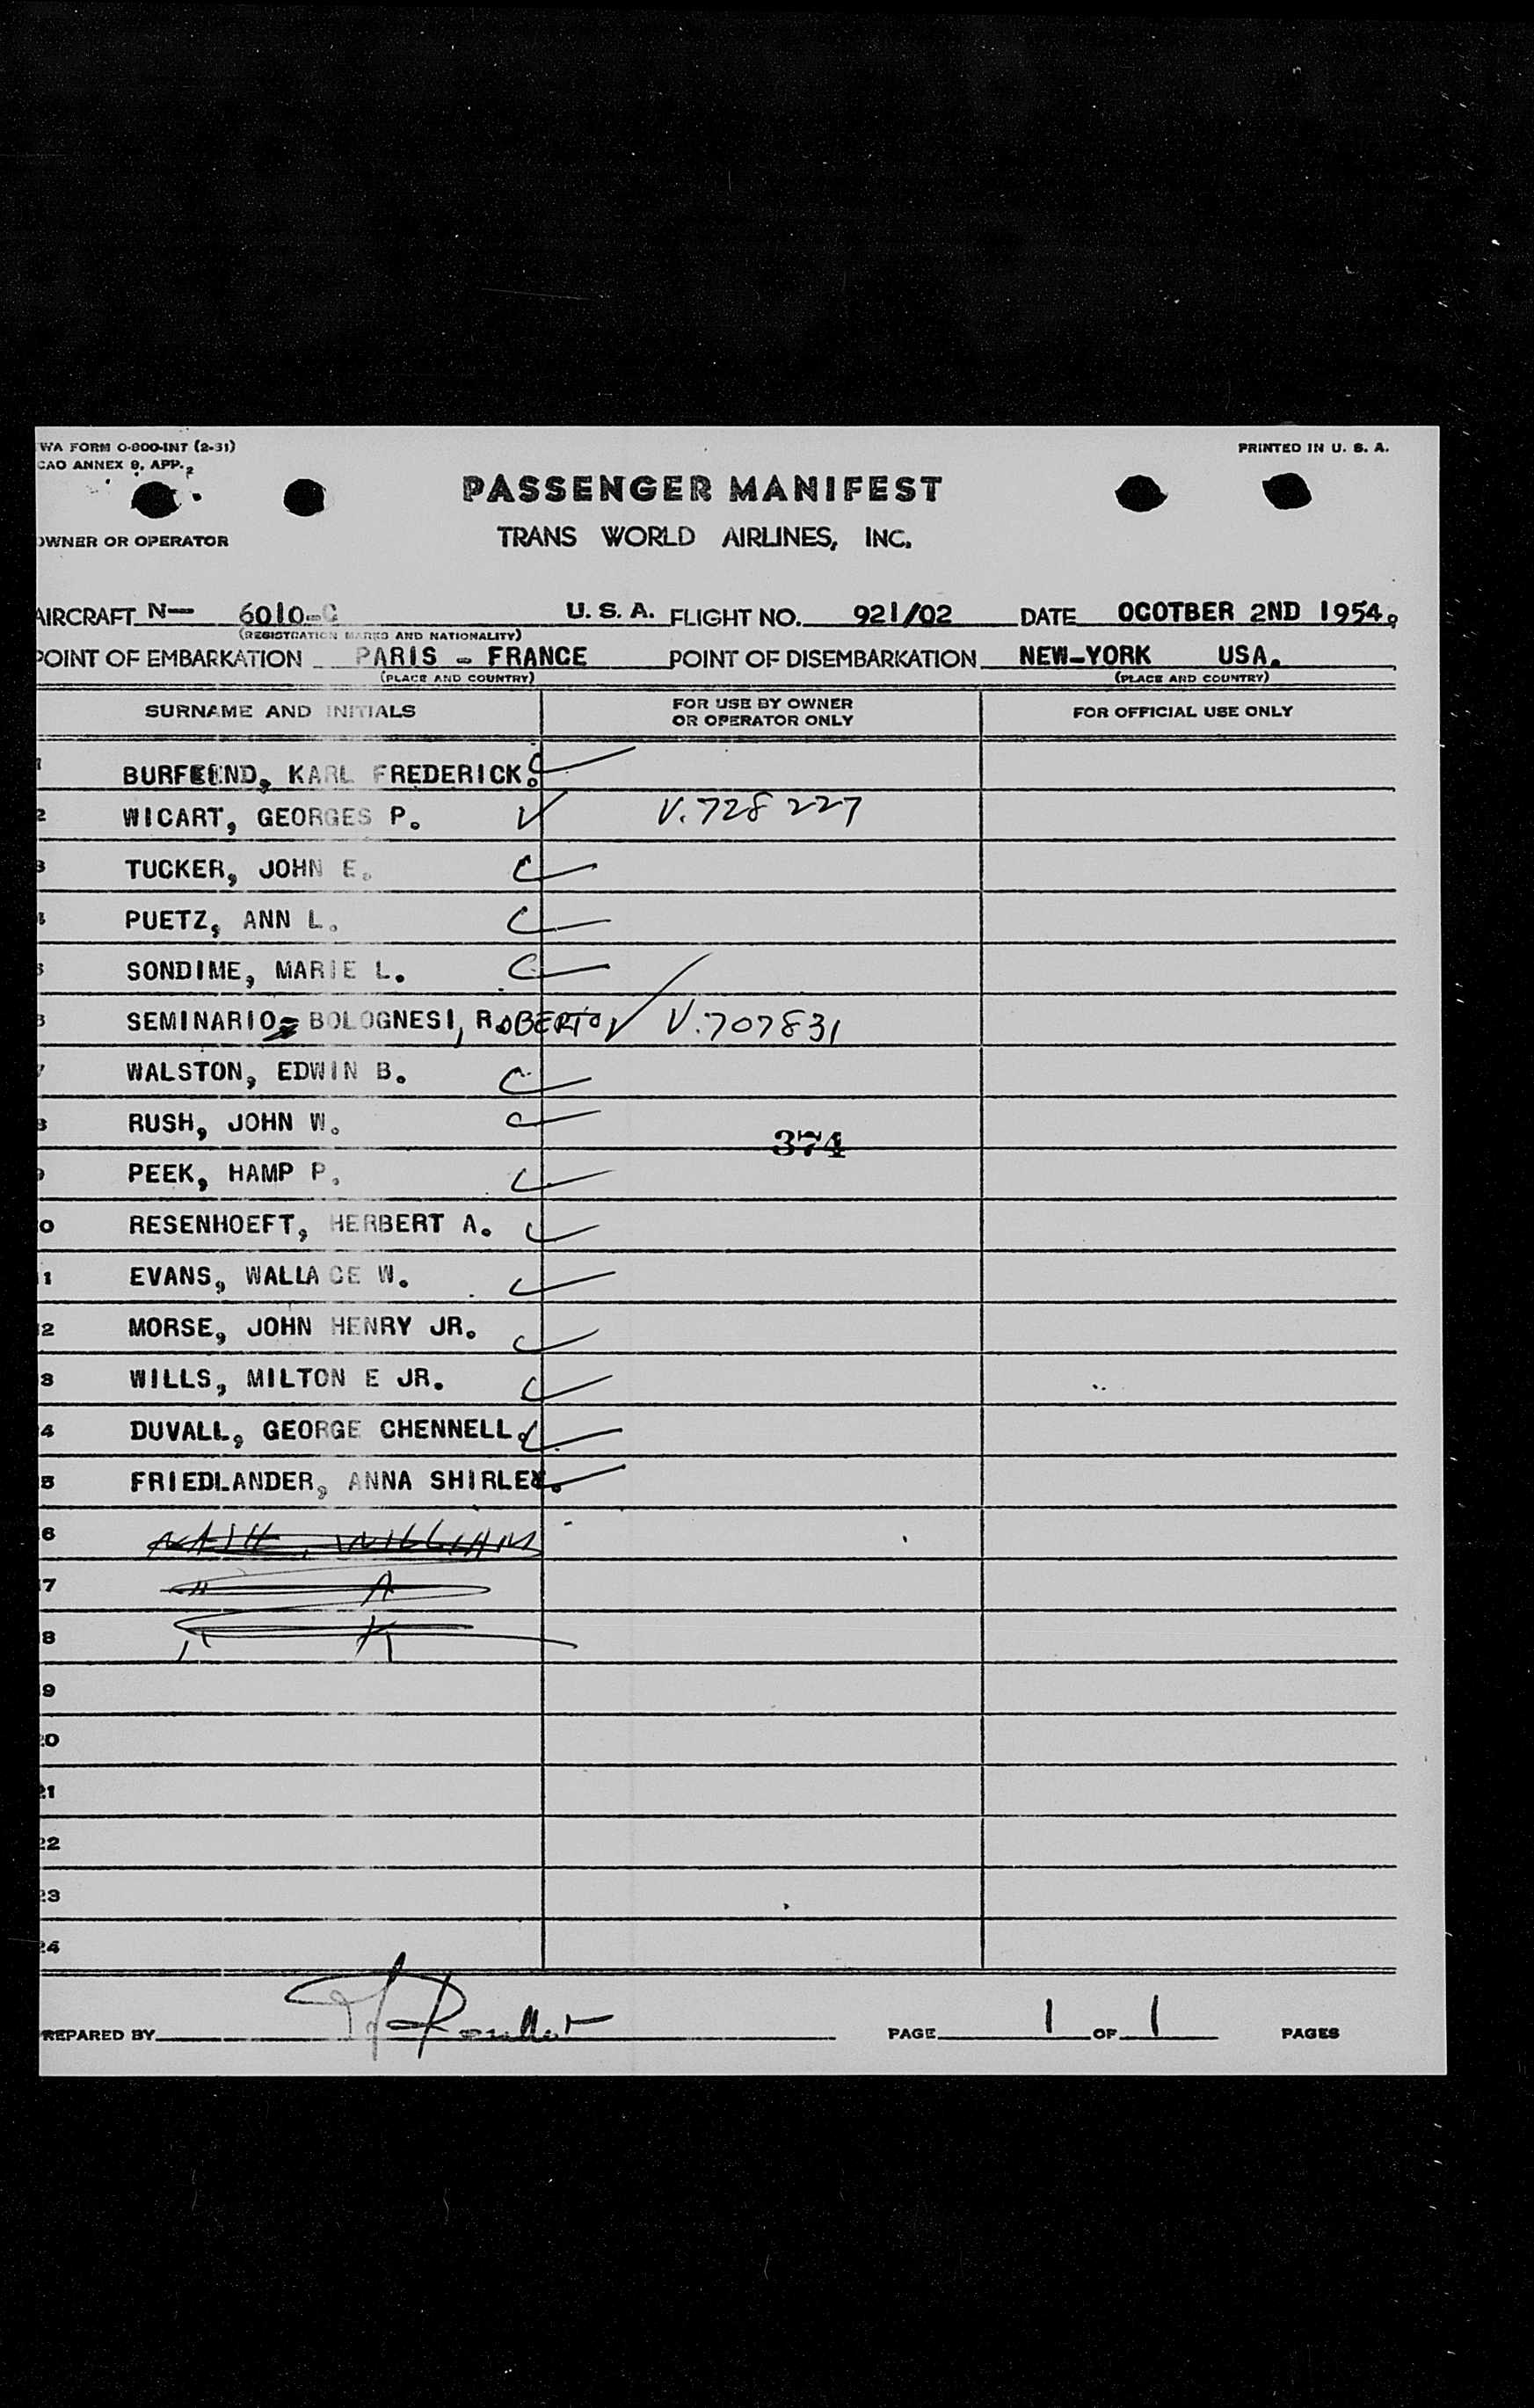 WA FORM O-800-INT (2-31)
PRINTED IN U. S. A.
CAO ANNEX 9, APP. 2
PASSENGER MANIFEST
OWNER OR OPERATOR
TRANS WORLD AIRLINES, INC.
AIRCRAFT N— 6010-C U. S. A. FLIGHT NO. 921/02 DATE OCOTBER 2ND 1954.
(REGISTRATION MARKS AND NATIONALITY)
POINT OF EMBARKATION PARIS - FRANCE POINT OF DISEMBARKATION NEW-YORK USA.
(PLACE AND COUNTRY) (PLACE AND COUNTRY)
SURNAME AND INITIALS FOR USE BY OWNER OR OPERATOR ONLY FOR OFFICIAL USE ONLY
1 BURFEEND, KARL FREDERICK.
2 WICART, GEORGES P. V. 728 227
3 TUCKER, JOHN E.
4 PUETZ, ANN L.
5 SONDIME, MARIE L.
6 SEMINARIO- BOLOGNESI, ROBERTO V. 707831
7 WALSTON, EDWIN B.
8 RUSH, JOHN W.
374
9 PEEK, HAMP P.
10 RESENHOEFT, HERBERT A.
11 EVANS, WALLACE W.
12 MORSE, JOHN HENRY JR.
13 WILLS, MILTON E JR.
14 DUVALL, GEORGE CHENNELL.
15 FRIEDLANDER, ANNA SHIRLEY.
16 WILLIAM
17 " A
18 " K
19
20
21
22
23
24
PREPARED BY PAGE 1 OF 1 PAGES